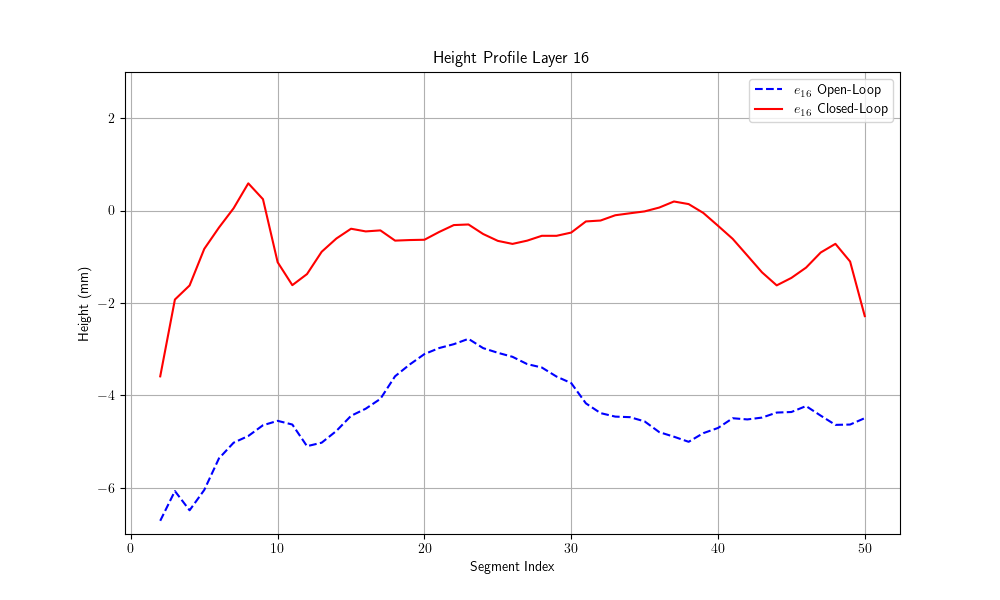 Height Profile Layer 16
e₁₆ Open-Loop
e₁₆ Closed-Loop
Height (mm)
2
0
−2
−4
−6
0 10 20 30 40 50
Segment Index